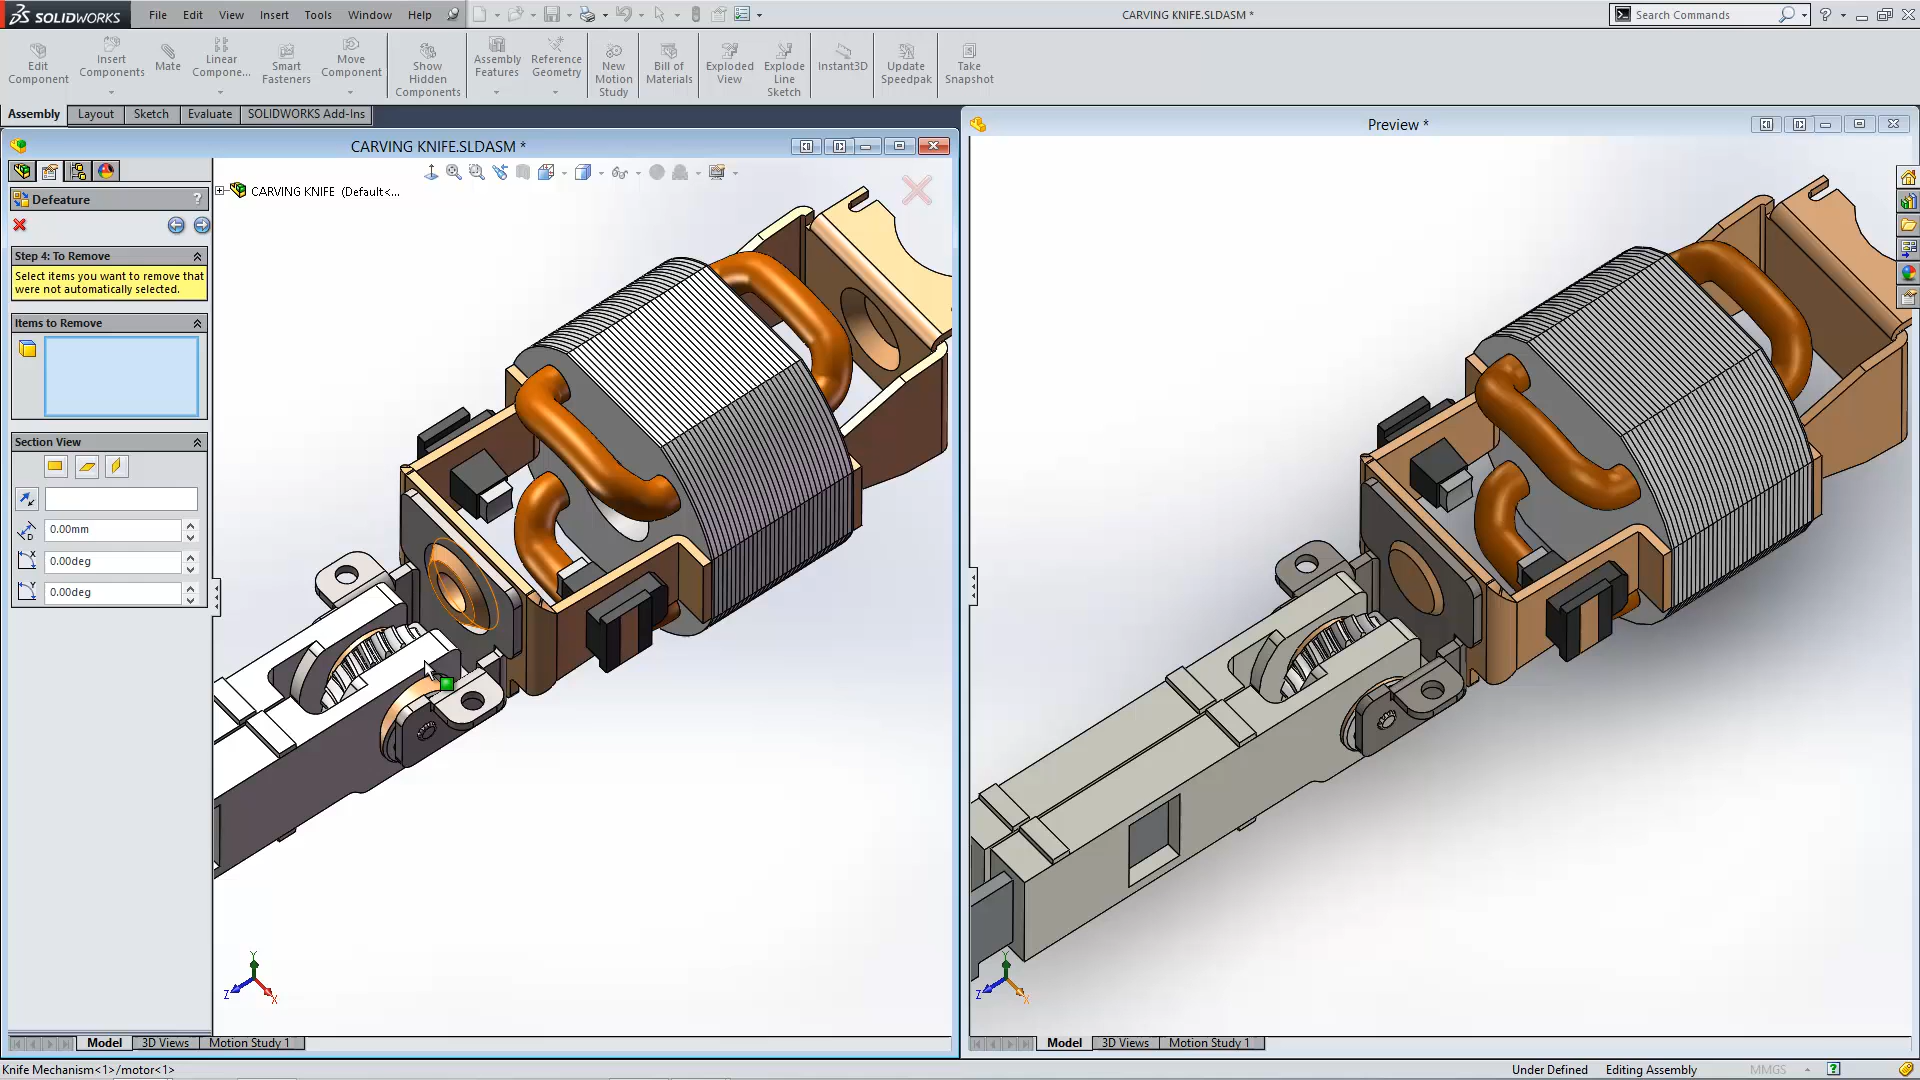 SOLIDWORKS
File Edit View Insert Tools Window Help
CARVING KNIFE.SLDASM *
Search Commands
Edit Component
Insert Components
Mate
Linear Compone...
Smart Fasteners
Move Component
Show Hidden Components
Assembly Features
Reference Geometry
New Motion Study
Bill of Materials
Exploded View
Explode Line Sketch
Instant3D
Update Speedpak
Take Snapshot
Assembly Layout Sketch Evaluate SOLIDWORKS Add-Ins
CARVING KNIFE.SLDASM *
Preview *
CARVING KNIFE (Default<...
Defeature
?
Step 4: To Remove
Select items you want to remove that
were not automatically selected.
Items to Remove
Section View
0.00mm
0.00deg
0.00deg
Y
Z
X
Y
Z
X
Model 3D Views Motion Study 1
Model 3D Views Motion Study 1
Knife Mechanism<1>/motor<1>
Under Defined Editing Assembly MMGS